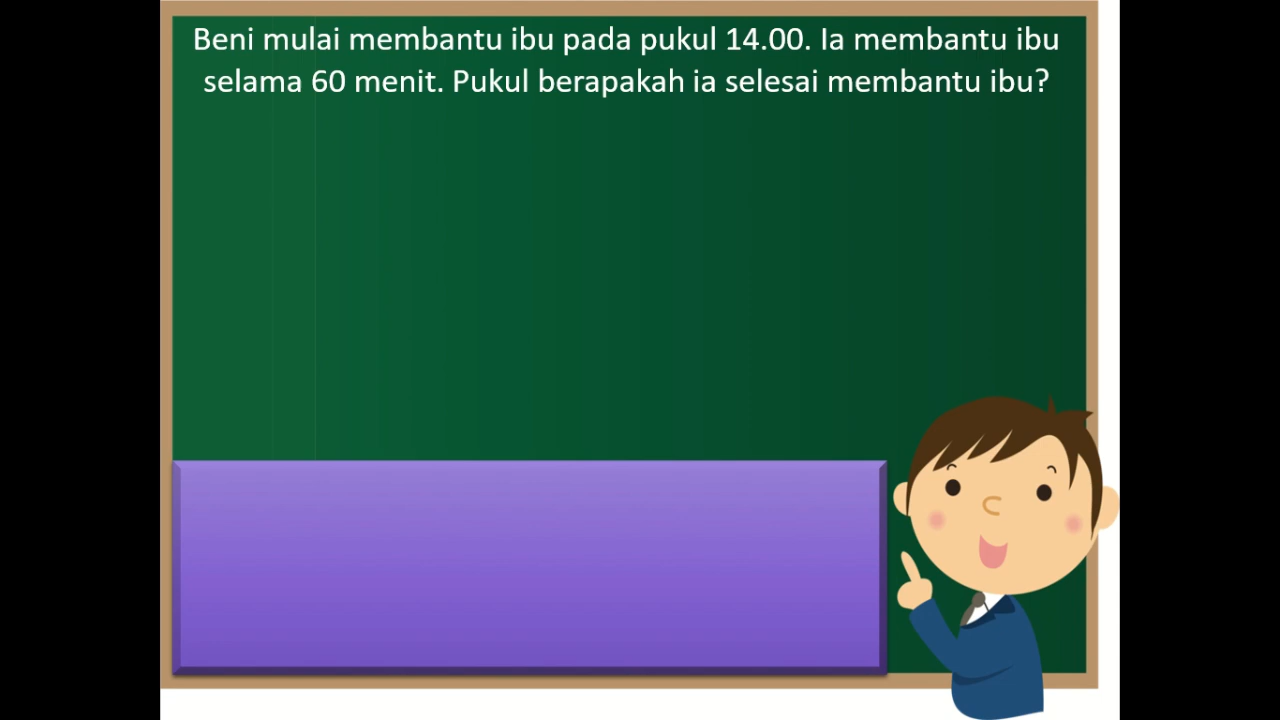 Beni mulai membantu ibu pada pukul 14.00. Ia membantu ibu
selama 60 menit. Pukul berapakah ia selesai membantu ibu?